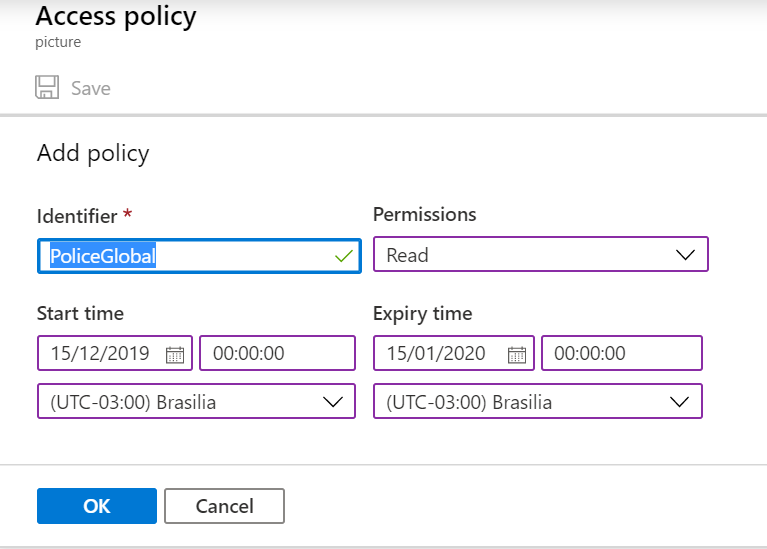 Access policy
picture
Save
Add policy
Identifier *
Permissions
PoliceGlobal
Read
Start time
Expiry time
15/12/2019
00:00:00
15/01/2020
00:00:00
(UTC-03:00) Brasilia
(UTC-03:00) Brasilia
OK
Cancel